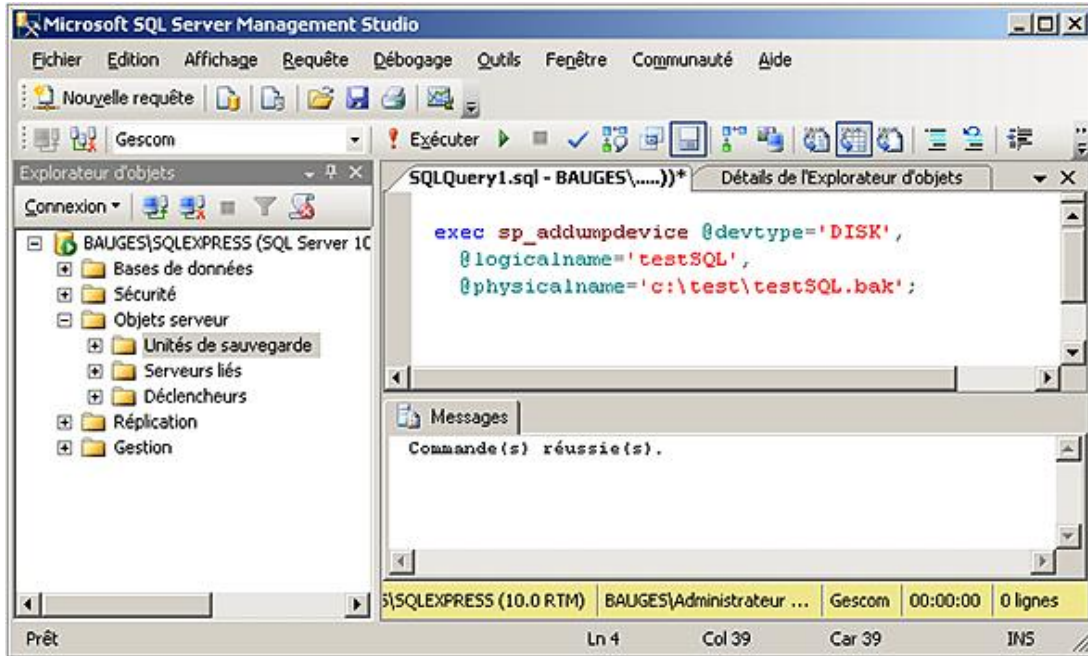 Microsoft SQL Server Management Studio
Fichier Edition Affichage Requête Débogage Outils Fenêtre Communauté Aide
Nouvelle requête
Gescom Exécuter
Explorateur d'objets
SQLQuery1.sql - BAUGES\.....))* Détails de l'Explorateur d'objets
Connexion
BAUGES\SQLEXPRESS (SQL Server 10
Bases de données
Sécurité
Objets serveur
Unités de sauvegarde
Serveurs liés
Déclencheurs
Réplication
Gestion
exec sp_addumpdevice @devtype='DISK',
@logicalname='testSQL',
@physicalname='c:\test\testSQL.bak';
Messages
Commande(s) réussie(s).
\SQLEXPRESS (10.0 RTM) BAUGES\Administrateur ... Gescom 00:00:00 0 lignes
Prêt Ln 4 Col 39 Car 39 INS